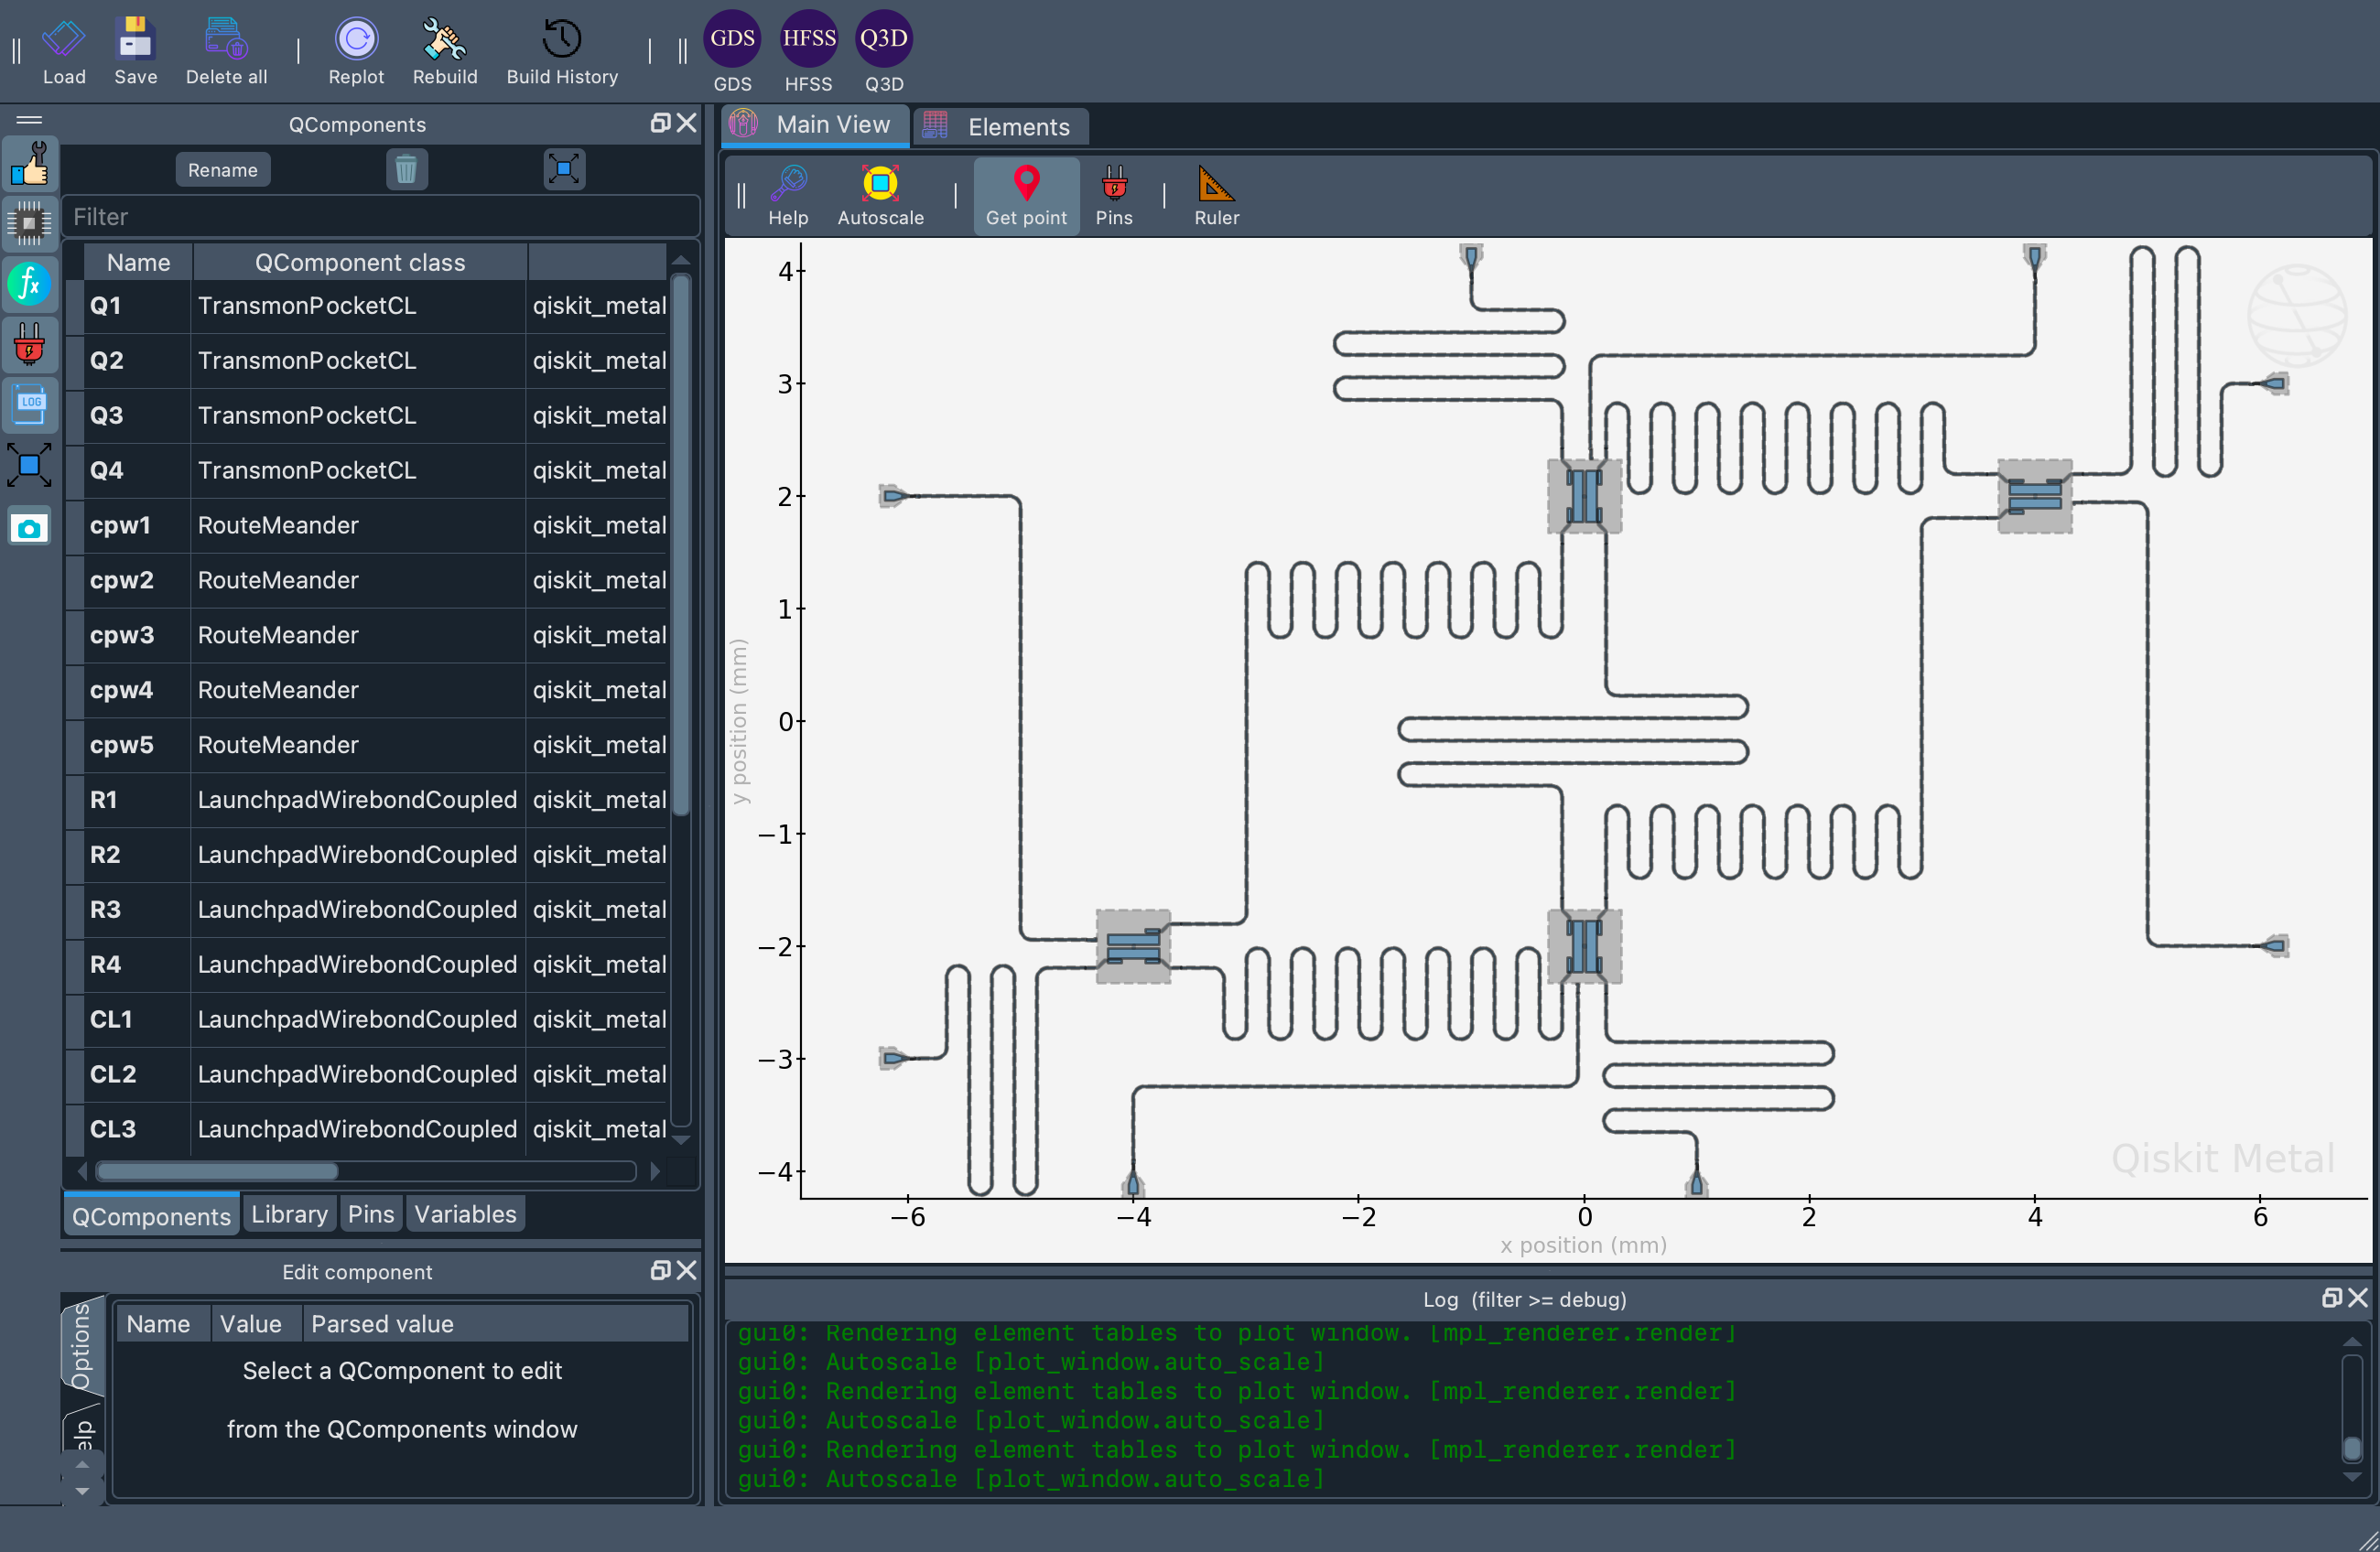 Load Save Delete all Replot Rebuild Build History GDS HFSS Q3D
GDS HFSS Q3D
QComponents
Rename
Filter
Name QComponent class
Q1 TransmonPocketCL qiskit_metal
Q2 TransmonPocketCL qiskit_metal
Q3 TransmonPocketCL qiskit_metal
Q4 TransmonPocketCL qiskit_metal
cpw1 RouteMeander qiskit_metal
cpw2 RouteMeander qiskit_metal
cpw3 RouteMeander qiskit_metal
cpw4 RouteMeander qiskit_metal
cpw5 RouteMeander qiskit_metal
R1 LaunchpadWirebondCoupled qiskit_metal
R2 LaunchpadWirebondCoupled qiskit_metal
R3 LaunchpadWirebondCoupled qiskit_metal
R4 LaunchpadWirebondCoupled qiskit_metal
CL1 LaunchpadWirebondCoupled qiskit_metal
CL2 LaunchpadWirebondCoupled qiskit_metal
CL3 LaunchpadWirebondCoupled qiskit_metal
QComponents Library Pins Variables
fx
LOG
Edit component
Options
elp
Name Value Parsed value
Select a QComponent to edit
from the QComponents window
Main View Elements
Help Autoscale Get point Pins Ruler
4
3
2
1
0
−1
−2
−3
−4
y position (mm)
−6 −4 −2 0 2 4 6
x position (mm)
Qiskit Metal
Log (filter >= debug)
gui0: Rendering element tables to plot window. [mpl_renderer.render]
gui0: Autoscale [plot_window.auto_scale]
gui0: Rendering element tables to plot window. [mpl_renderer.render]
gui0: Autoscale [plot_window.auto_scale]
gui0: Rendering element tables to plot window. [mpl_renderer.render]
gui0: Autoscale [plot_window.auto_scale]